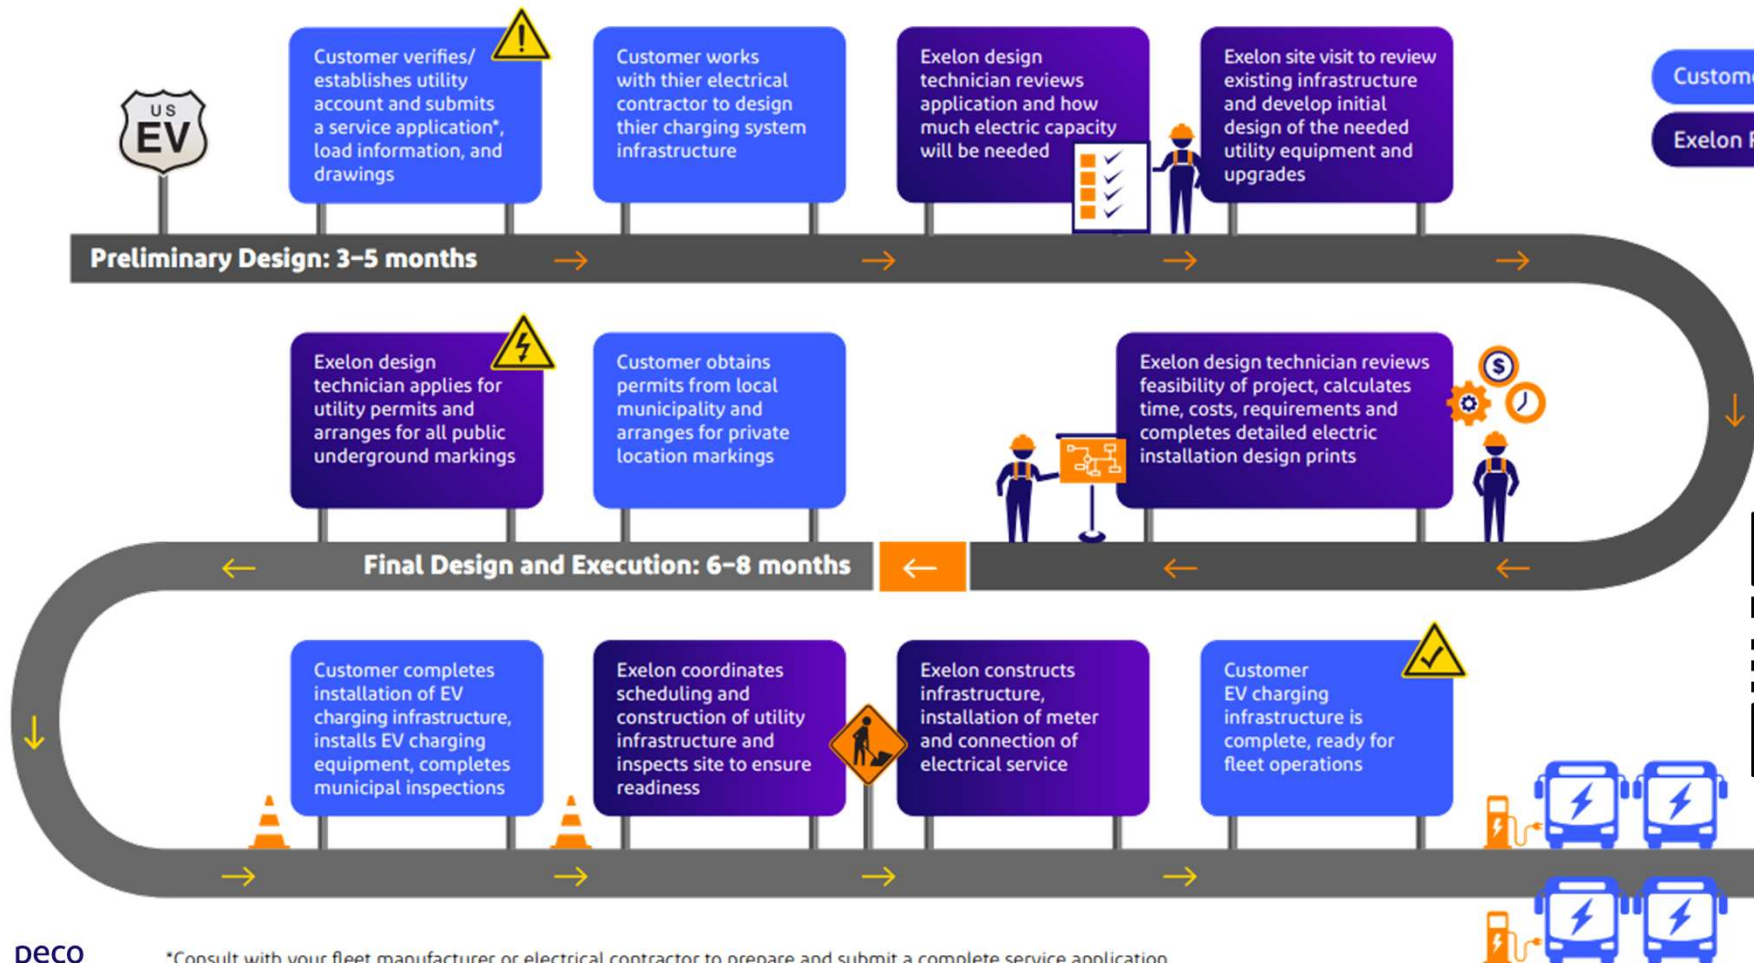 US
EV
Customer verifies/
establishes utility
account and submits
a service application*,
load information, and
drawings
Customer works
with thier electrical
contractor to design
thier charging system
infrastructure
Exelon design
technician reviews
application and how
much electric capacity
will be needed
Exelon site visit to review
existing infrastructure
and develop initial
design of the needed
utility equipment and
upgrades
Exelon
Preliminary Design: 3–5 months
Exelon design technician reviews
feasibility of project, calculates
time, costs, requirements and
completes detailed electric
installation design prints
$
Customer obtains
permits from local
municipality and
arranges for private
location markings
Exelon design
technician applies for
utility permits and
arranges for all public
underground markings
Final Design and Execution: 6–8 months
Customer completes
installation of EV
charging infrastructure,
installs EV charging
equipment, completes
municipal inspections
Exelon coordinates
scheduling and
construction of utility
infrastructure and
inspects site to ensure
readiness
Exelon constructs
infrastructure,
installation of meter
and connection of
electrical service
Customer
EV charging
infrastructure is
complete, ready for
fleet operations
peco
*Consult with your fleet manufacturer or electrical contractor to prepare and submit a complete service application